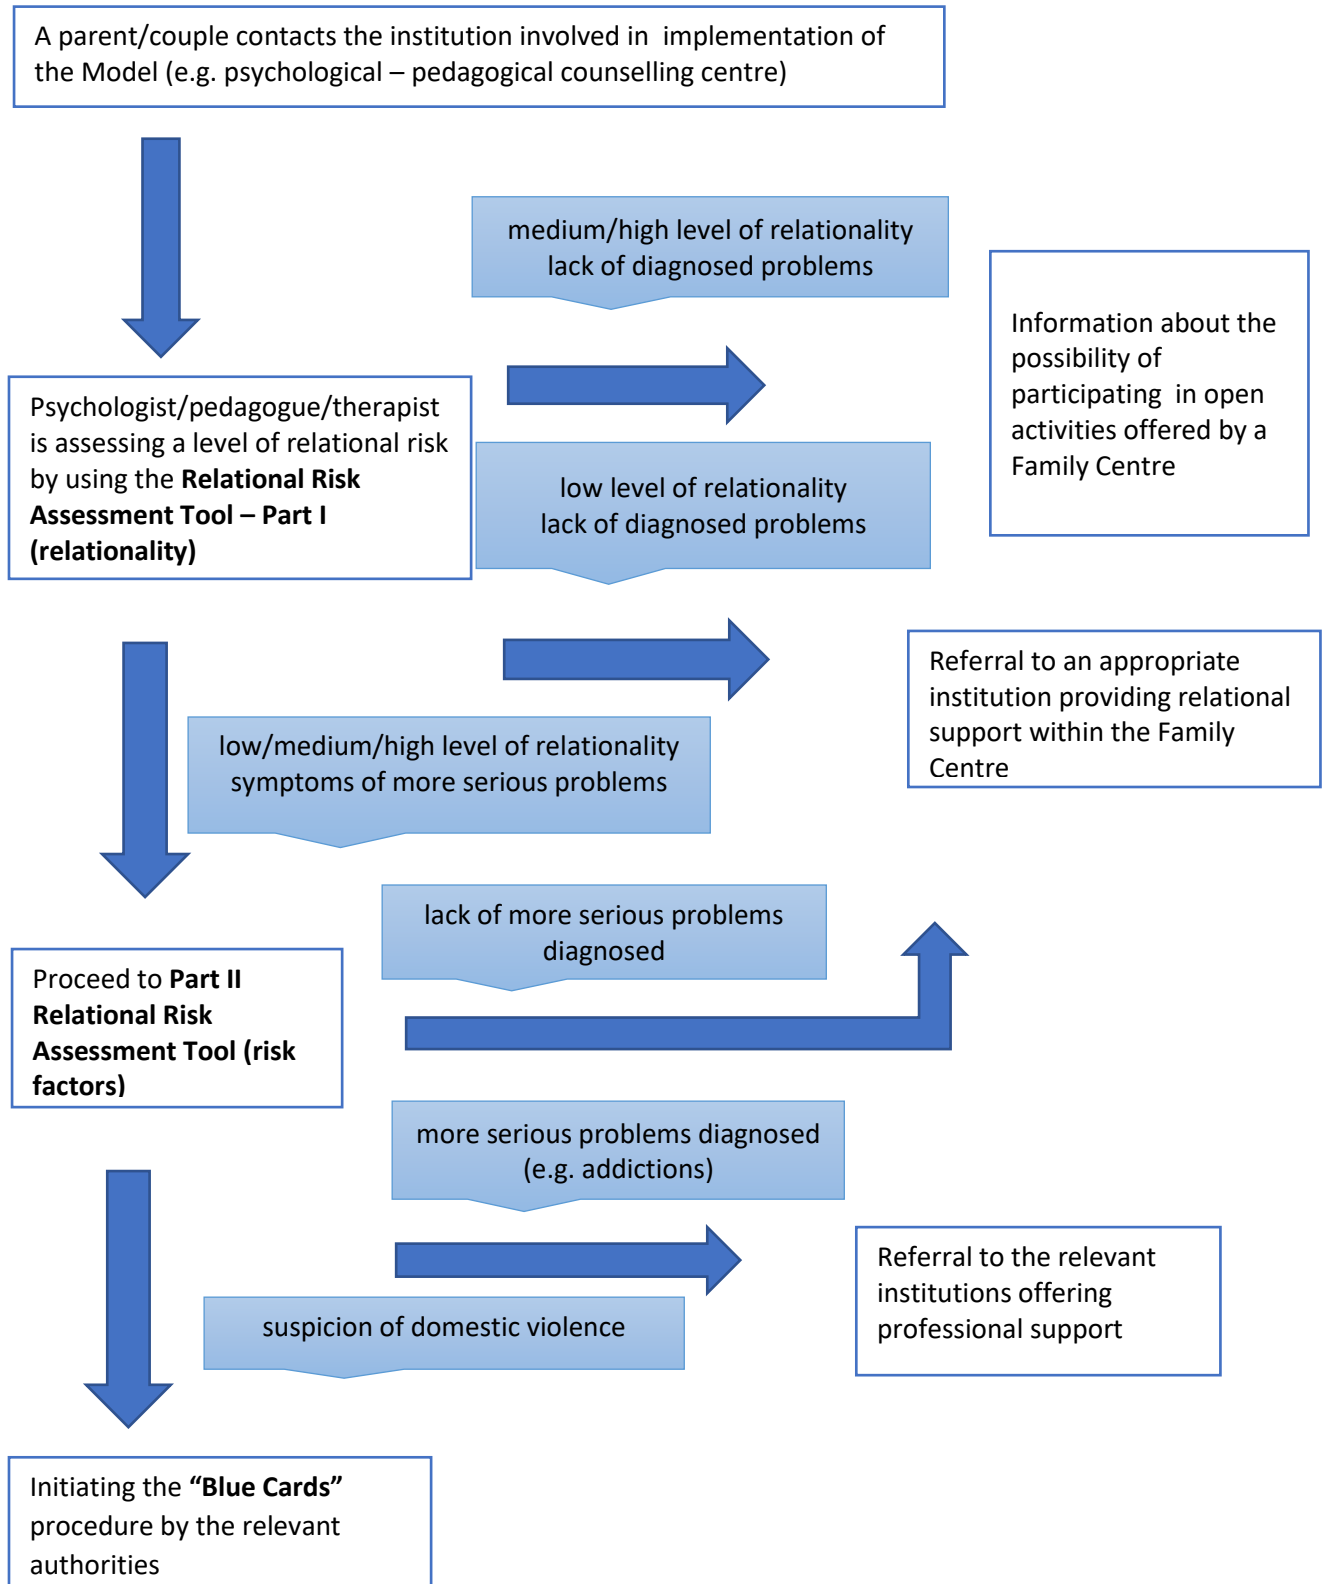 A parent/couple contacts the institution involved in  implementation of
the Model (e.g. psychological – pedagogical counselling centre)
medium/high level of relationality
lack of diagnosed problems
Information about the
possibility of
participating  in open
activities offered by a
Family Centre
Psychologist/pedagogue/therapist
is assessing a level of relational risk
by using the Relational Risk
Assessment Tool – Part I
(relationality)
low level of relationality
lack of diagnosed problems
Referral to an appropriate
institution providing relational
support within the Family
Centre
low/medium/high level of relationality
symptoms of more serious problems
lack of more serious problems
diagnosed
Proceed to Part II
Relational Risk
Assessment Tool (risk
factors)
more serious problems diagnosed
(e.g. addictions)
Referral to the relevant
institutions offering
professional support
suspicion of domestic violence
Initiating the “Blue Cards”
procedure by the relevant
authorities